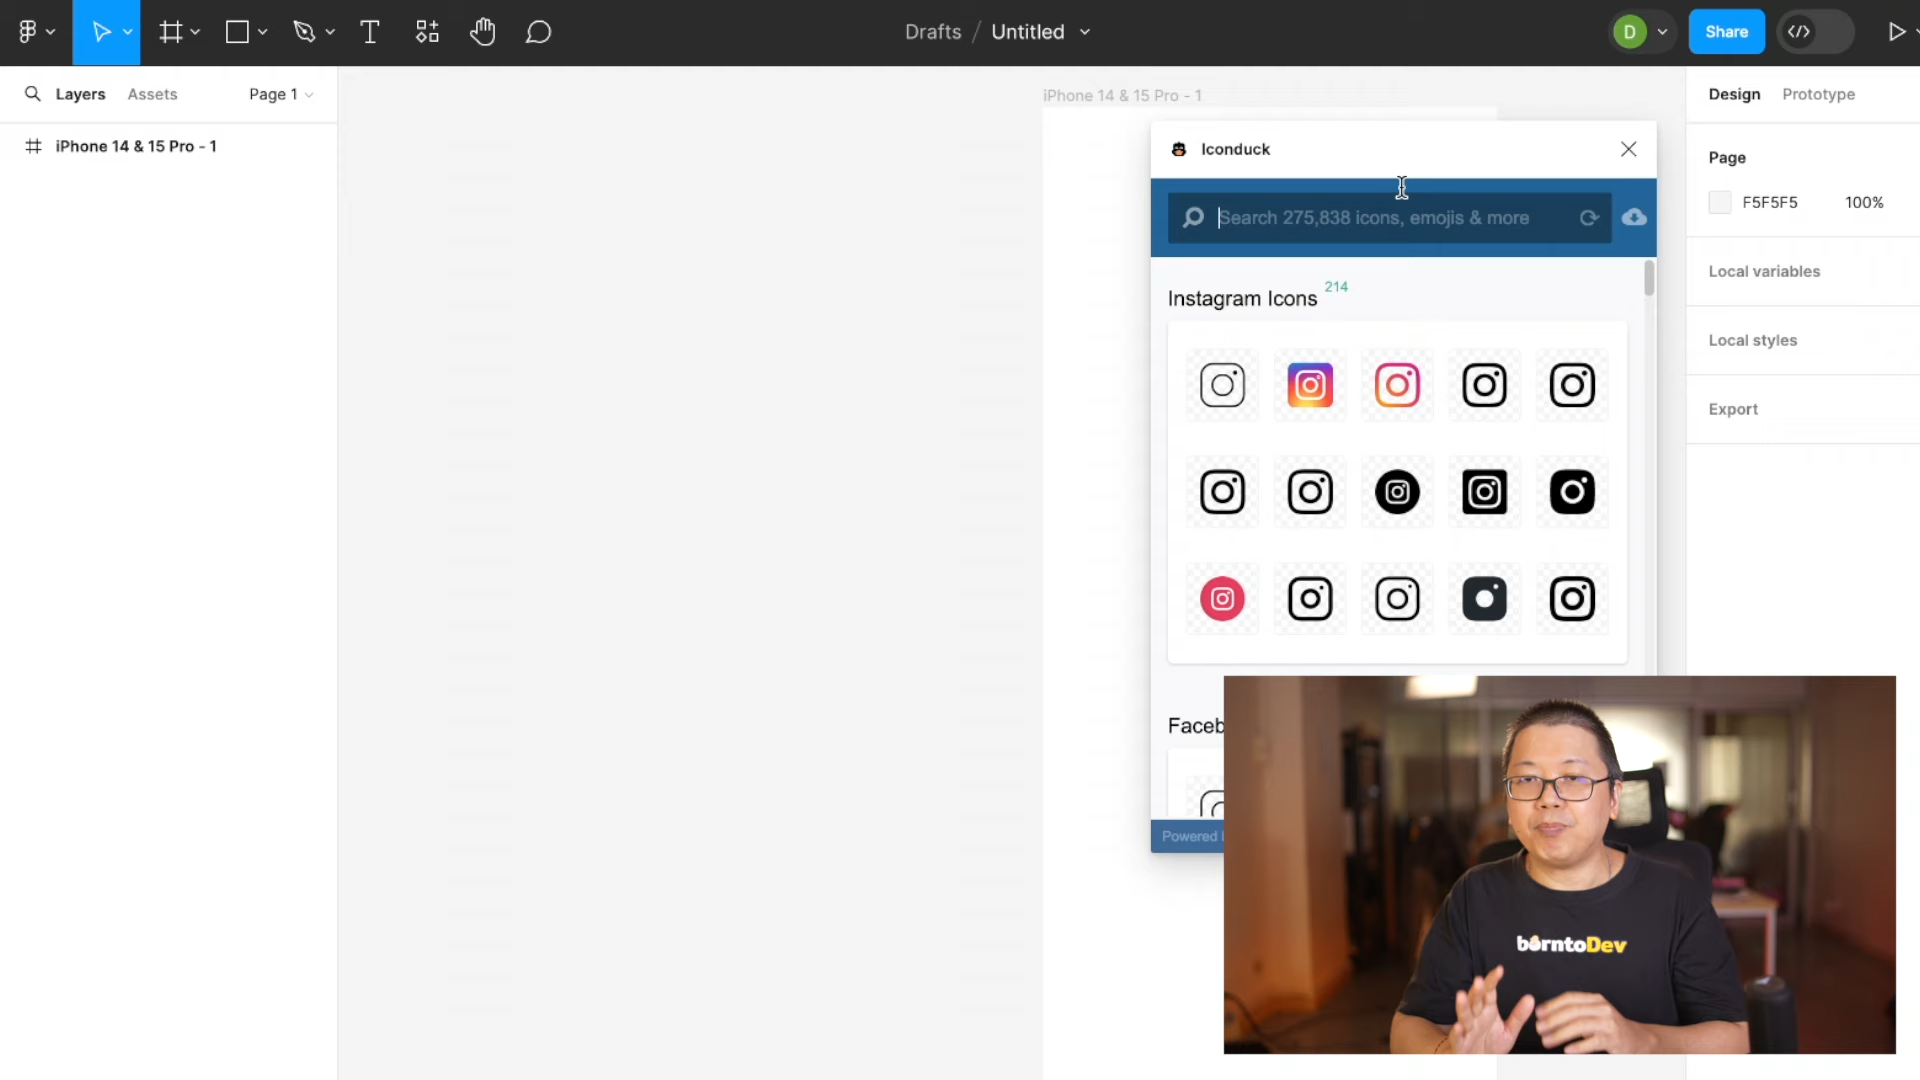 Drafts / Untitled
D
Share
Layers
Assets
Page 1
iPhone 14 & 15 Pro - 1
iPhone 14 & 15 Pro - 1
Iconduck
Search 275,838 icons, emojis & more
Instagram Icons 214
Faceb
Powered
Design
Prototype
Page
F5F5F5
100%
Local variables
Local styles
Export
borntoDev